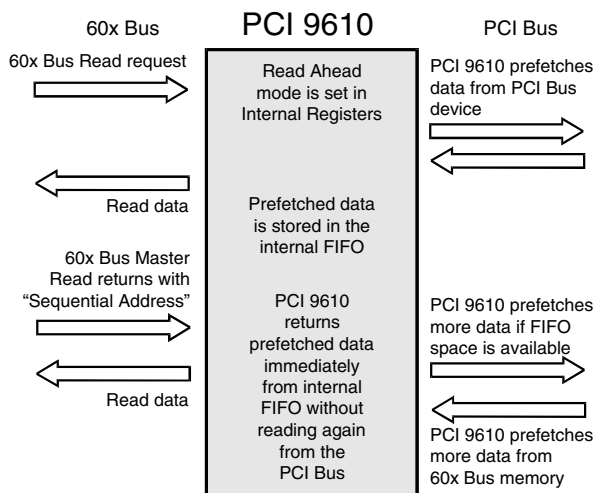 60x Bus
PCI 9610
PCI Bus
60x Bus Read request
Read Ahead
mode is set in
Internal Registers
PCI 9610 prefetches
data from PCI Bus
device
Read data
Prefetched data
is stored in the
internal FIFO
60x Bus Master
Read returns with
“Sequential Address”
PCI 9610
returns
prefetched data
immediately
from internal
FIFO without
reading again
from the
PCI Bus
PCI 9610 prefetches
more data if FIFO
space is available
Read data
PCI 9610 prefetches
more data from
60x Bus memory